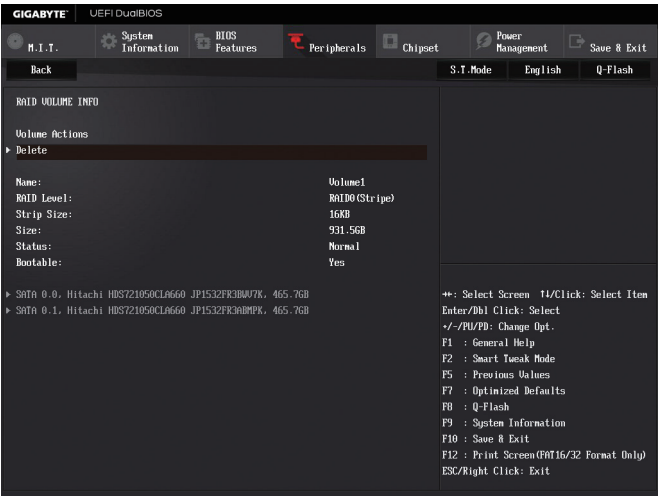 GIGABYTE™ UEFI DualBIOS
M.I.T.
System Information
BIOS Features
Peripherals
Chipset
Power Management
Save & Exit
Back
S.T.Mode English Q-Flash
RAID VOLUME INFO
Volume Actions
Delete
Name: Volume1
RAID Level: RAID0(Stripe)
Strip Size: 16KB
Size: 931.5GB
Status: Normal
Bootable: Yes
SATA 0.0, Hitachi HDS721050CLA660 JP1532FR3BWV7K, 465.7GB
SATA 0.1, Hitachi HDS721050CLA660 JP1532FR3ABMPK, 465.7GB
→←: Select Screen ↑↓/Click: Select Item
Enter/Dbl Click: Select
+/-/PU/PD: Change Opt.
F1 : General Help
F2 : Smart Tweak Mode
F5 : Previous Values
F7 : Optimized Defaults
F8 : Q-Flash
F9 : System Information
F10 : Save & Exit
F12 : Print Screen(FAT16/32 Format Only)
ESC/Right Click: Exit